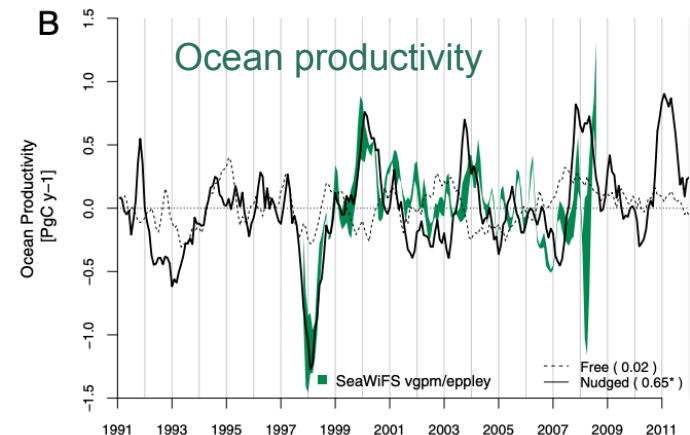 B
Ocean productivity
Ocean Productivity
[PgC y−1]
1.5
1.0
0.5
0.0
−0.5
−1.0
−1.5
SeaWiFS vgpm/eppley
Free ( 0.02 )
Nudged ( 0.65* )
1991 1993 1995 1997 1999 2001 2003 2005 2007 2009 2011